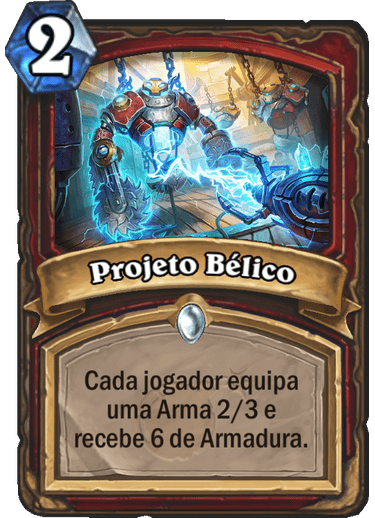 2
Projeto Bélico
Cada jogador equipa
uma Arma 2/3 e
recebe 6 de Armadura.